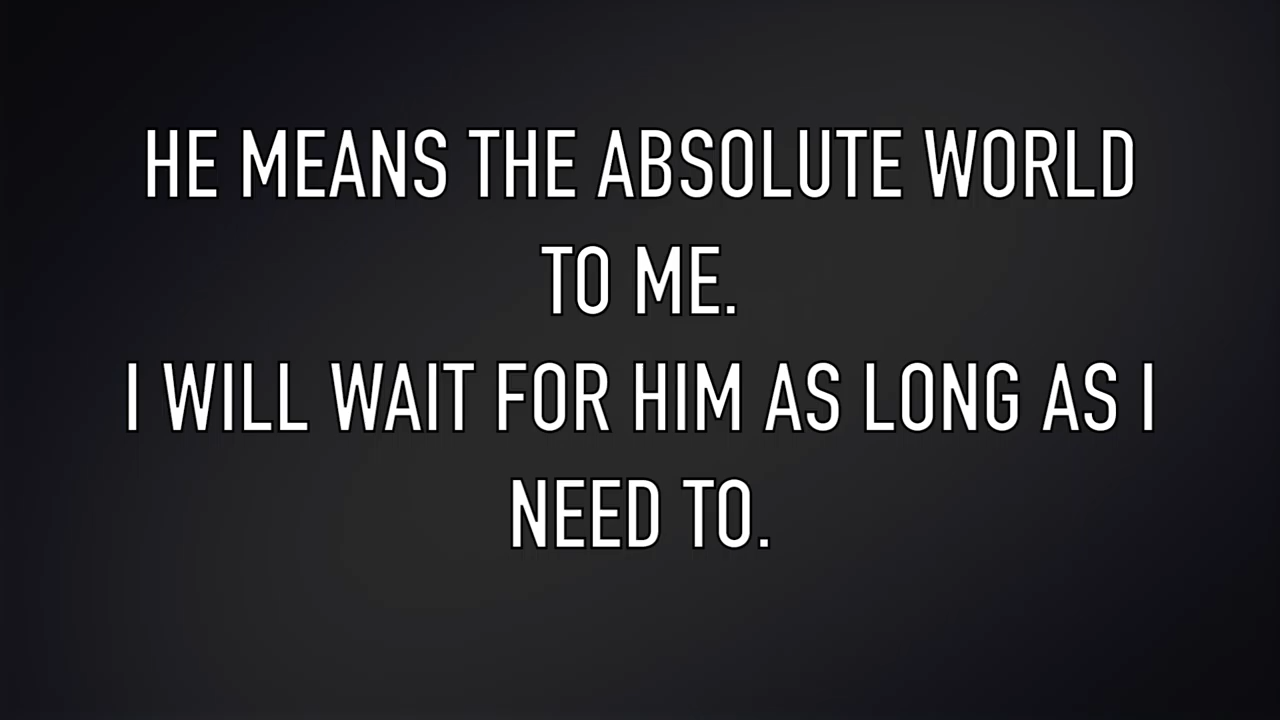 HE MEANS THE ABSOLUTE WORLD
TO ME.
I WILL WAIT FOR HIM AS LONG AS I
NEED TO.